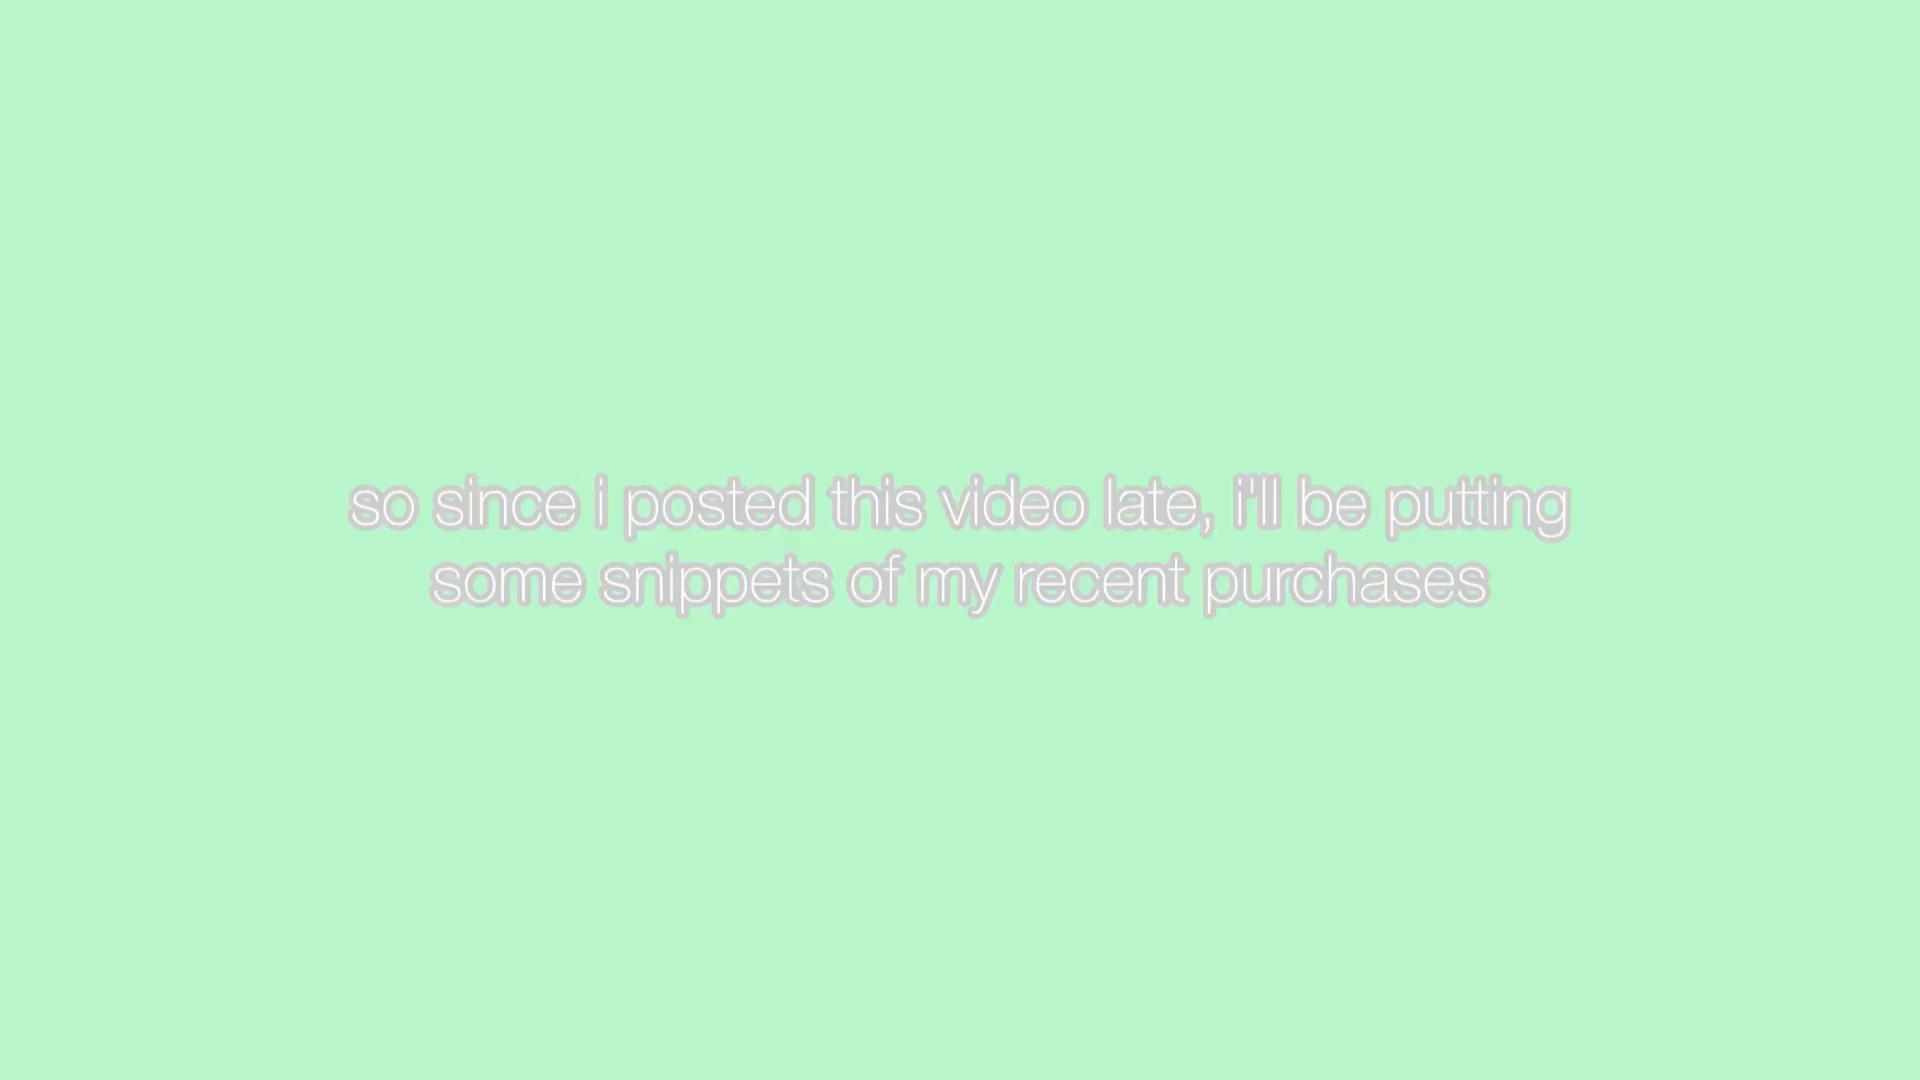 so since i posted this video late, i'll be putting
some snippets of my recent purchases